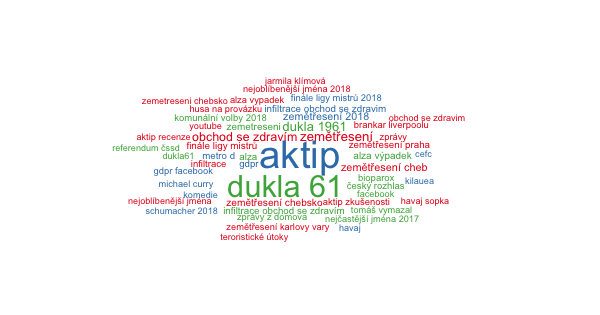 jarmila klímová
nejoblíbenější jména 2018
zemetreseni chebsko alza vypadek finále ligy mistrů 2018
husa na provázku infiltrace obchod se zdravim
komunální volby 2018 zemětřesení 2018 obchod se zdravim
youtube zemetreseni dukla 1961 brankar liverpoolu
aktip recenze obchod se zdravím zemětřesení zprávy
referendum čssd finále ligy mistrů zemětřesení praha
dukla61 metro d alza aktip alza výpadek cefc
infiltrace gdpr zemětřesení cheb
gdpr facebook bioparox kilauea
michael curry dukla 61 český rozhlas
komedie facebook
nejoblíbenější jména zemětřesení chebsko aktip zkušenosti havaj sopka
schumacher 2018 infiltrace obchod se zdravím tomáš vymazal
zprávy z domova nejčastější jména 2017
zemětřesení karlovy vary havaj
teroristické útoky